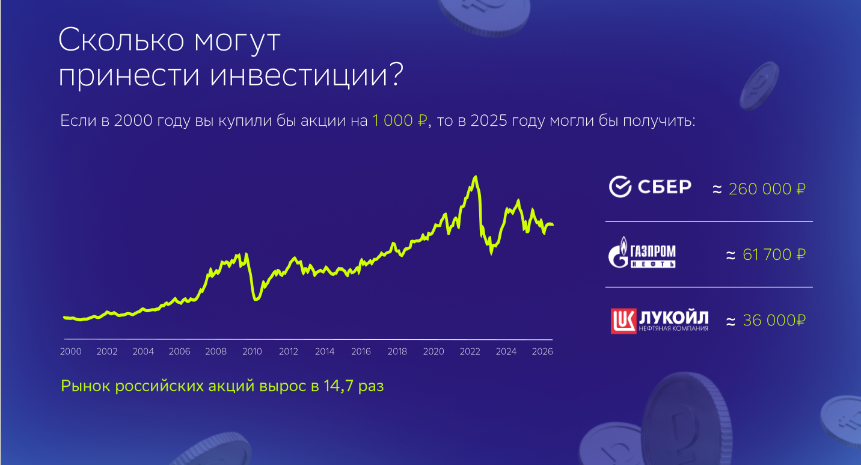 Сколько могут
принести инвестиции?
Если в 2000 году вы купили бы акции на 1 000 ₽, то в 2025 году могли бы получить:
СБЕР ≈ 260 000 ₽
ГАЗПРОМ
НЕФТЬ ≈ 61 700 ₽
ЛУКОЙЛ
НЕФТЯНАЯ КОМПАНИЯ ≈ 36 000₽
2000 2002 2004 2006 2008 2010 2012 2014 2016 2018 2020 2022 2024 2026
Рынок российских акций вырос в 14,7 раз